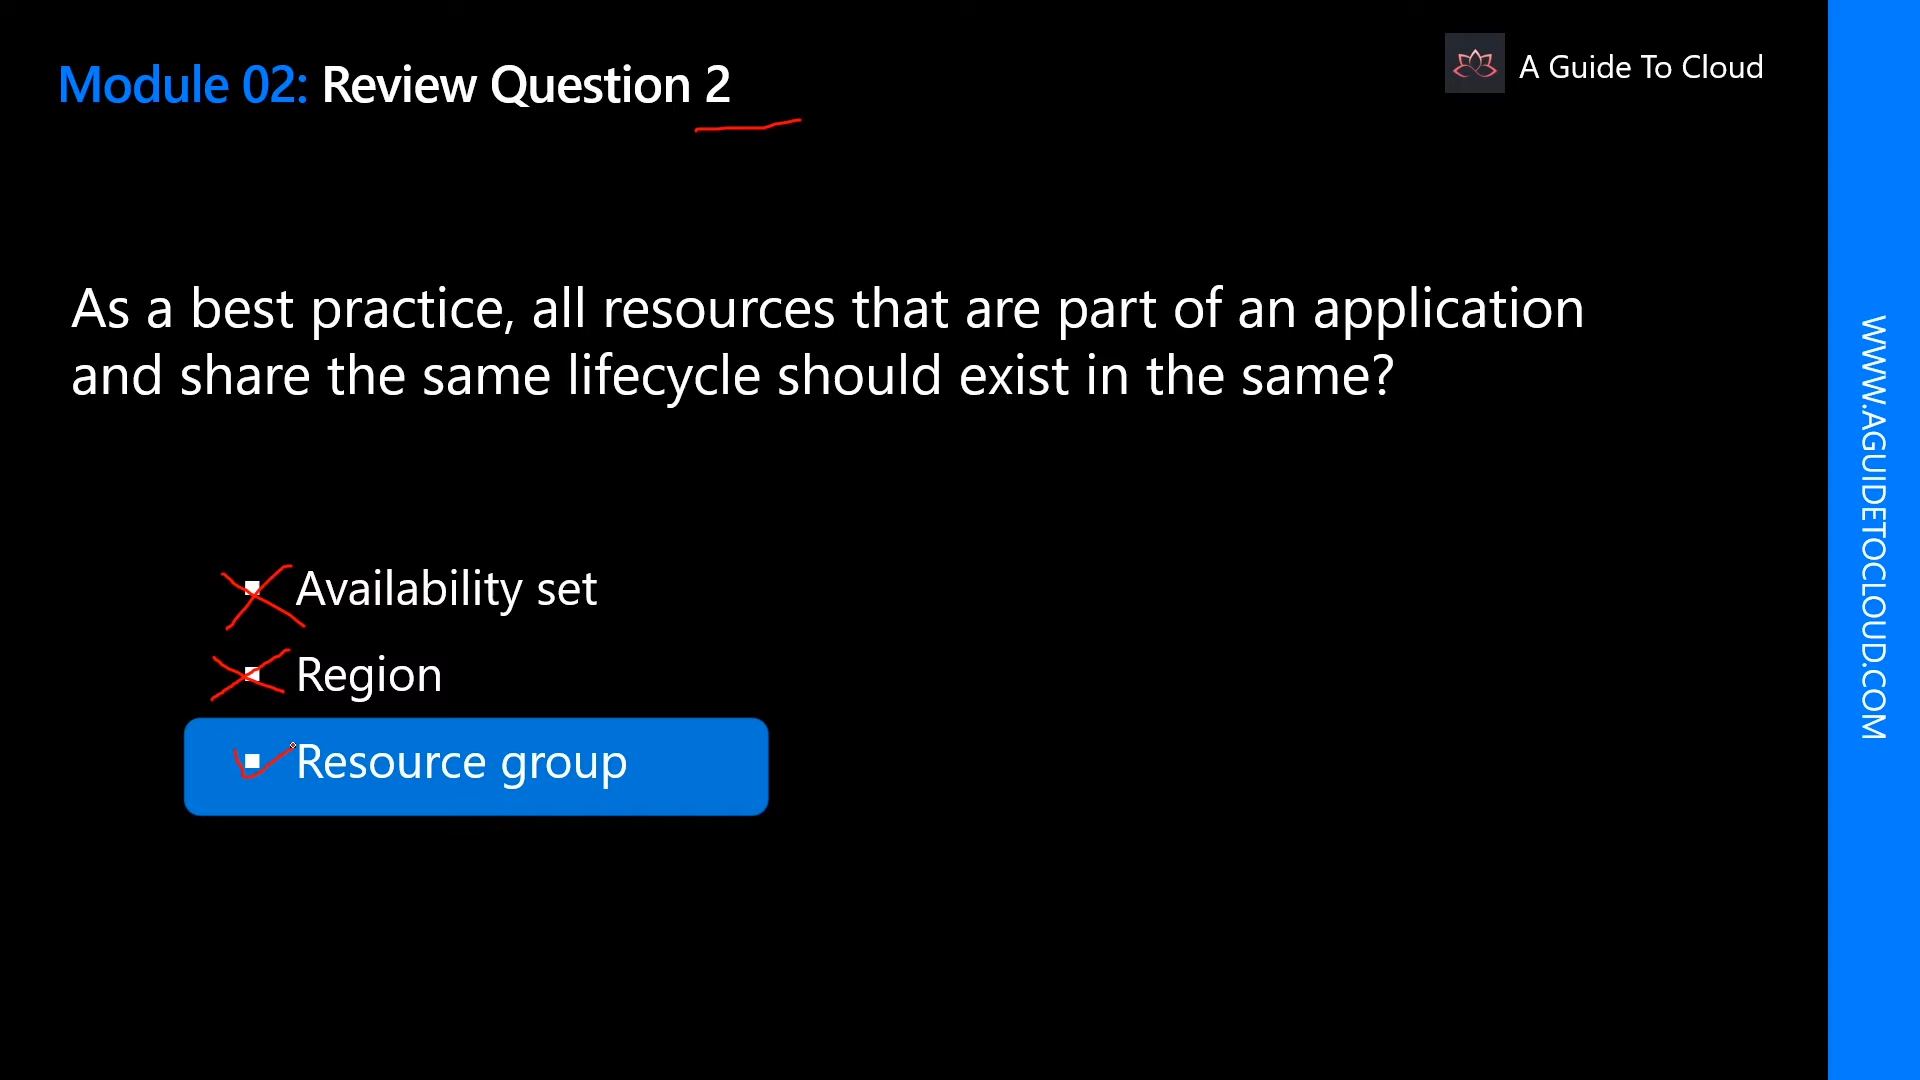 Module 02: Review Question 2
A Guide To Cloud
As a best practice, all resources that are part of an application
and share the same lifecycle should exist in the same?
Availability set
Region
Resource group
WWW.AGUIDETOCLOUD.COM